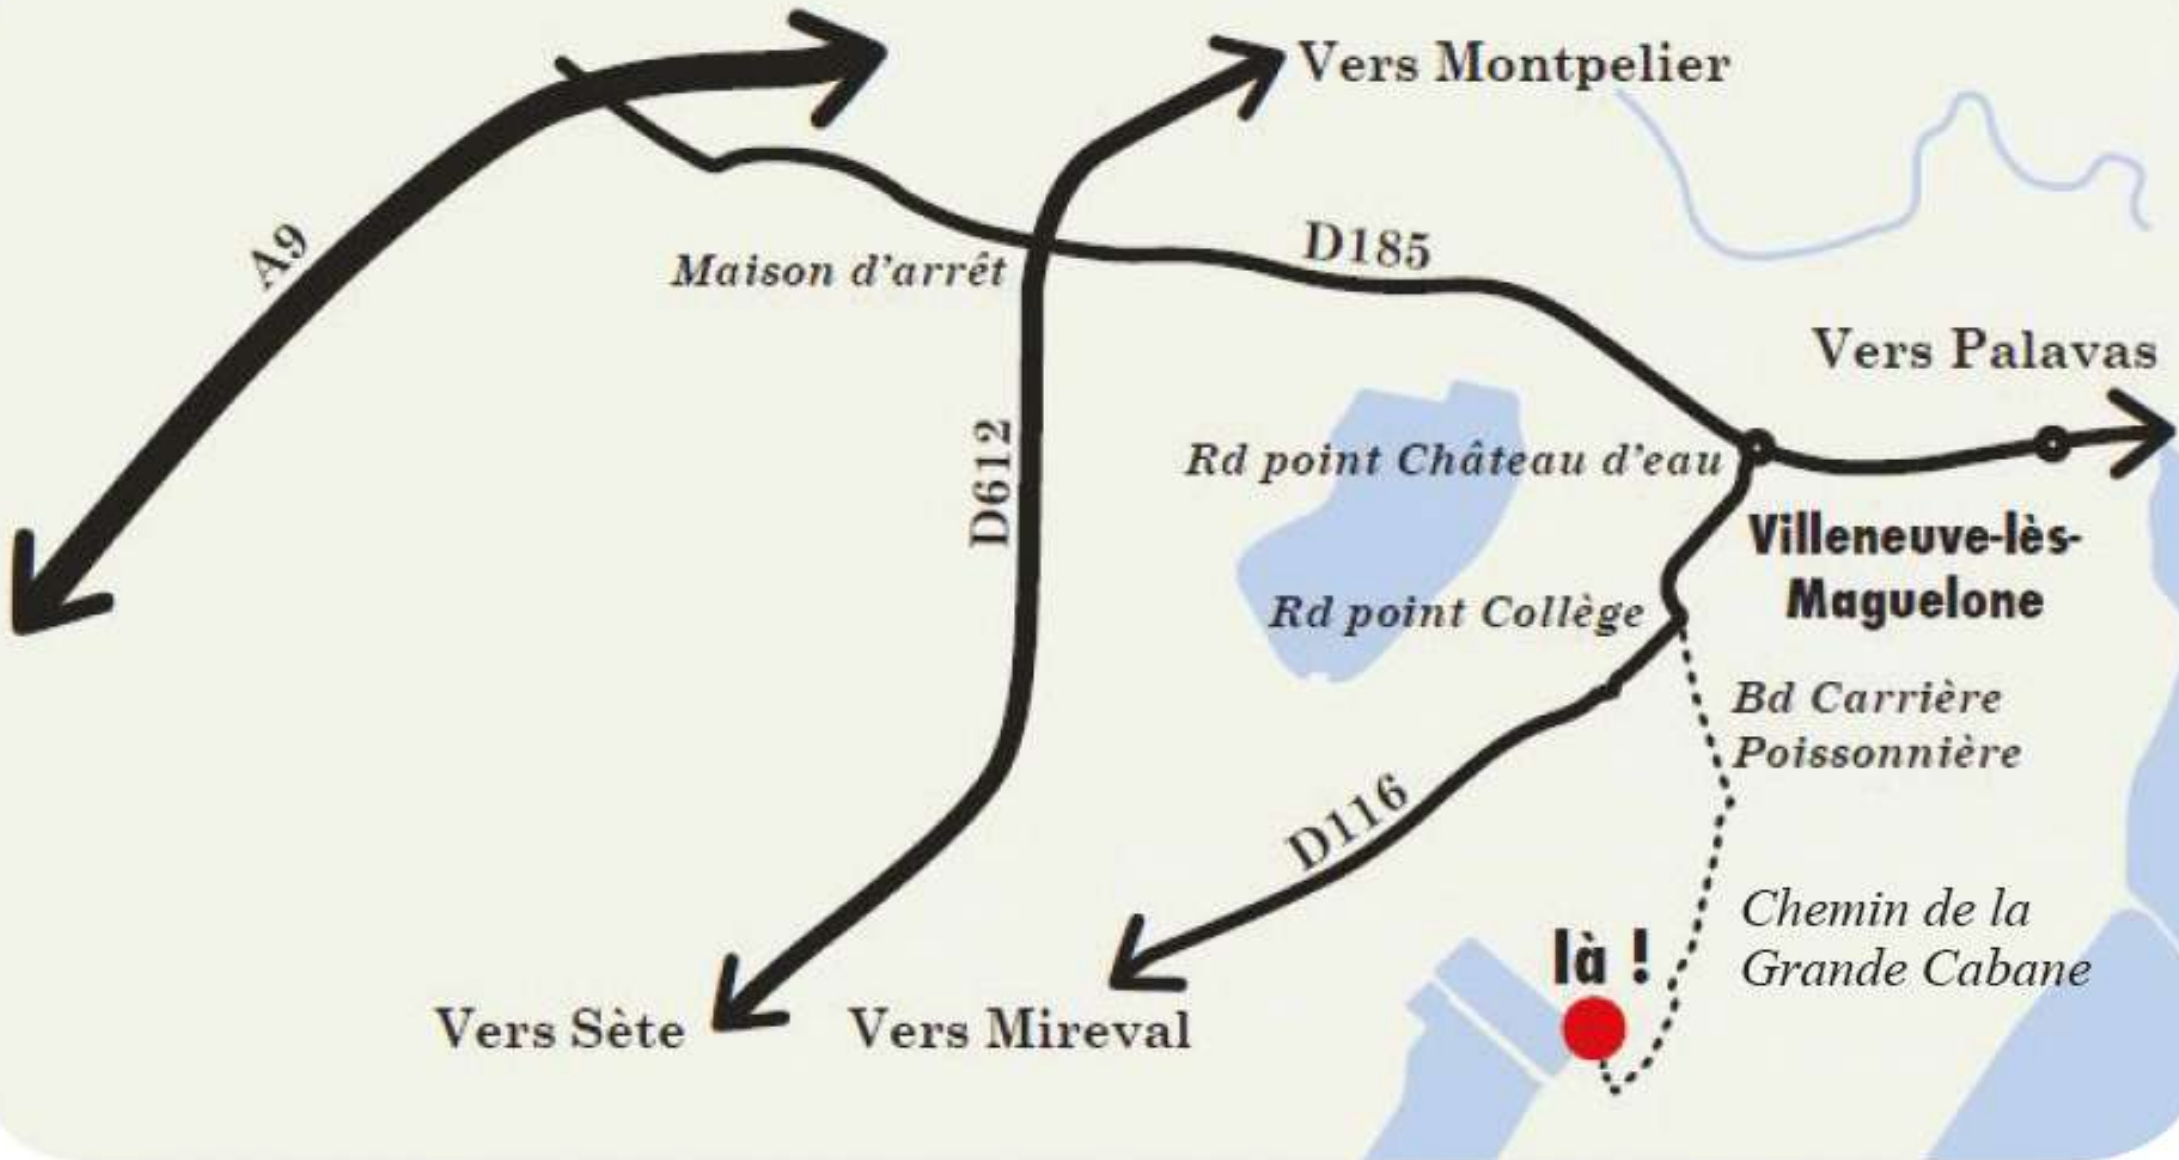 Vers Montpelier
A9
D185
Maison d'arrêt
Vers Palavas
D612
Rd point Château d'eau
Villeneuve-lès-
Maguelone
Rd point Collège
Bd Carrière
Poissonnière
D116
Chemin de la
Grande Cabane
là !
Vers Sète
Vers Mireval